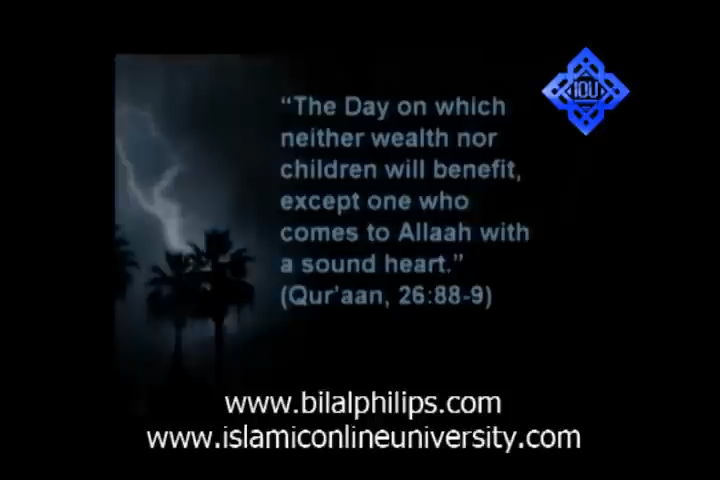 IOU
“The Day on which
neither wealth nor
children will benefit,
except one who
comes to Allaah with
a sound heart.”
(Qur’aan, 26:88-9)
www.bilalphilips.com
www.islamiconlineuniversity.com